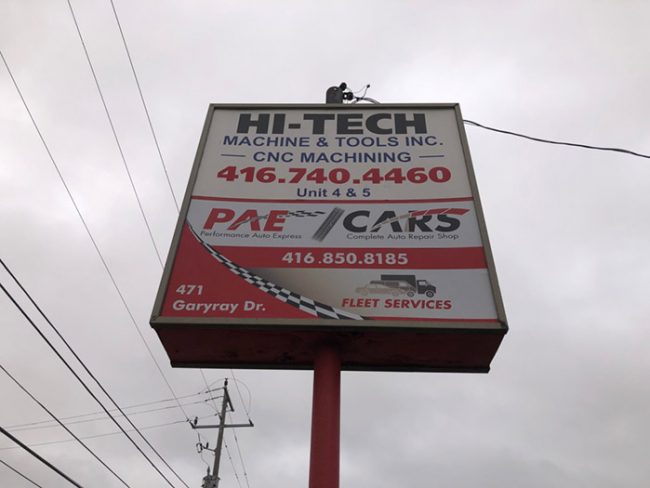 HI-TECH
MACHINE & TOOLS INC.
CNC MACHINING
416.740.4460
Unit 4 & 5
PAE / CARS
Performance Auto Express Complete Auto Repair Shop
416.850.8185
471
Garyray Dr.
FLEET SERVICES